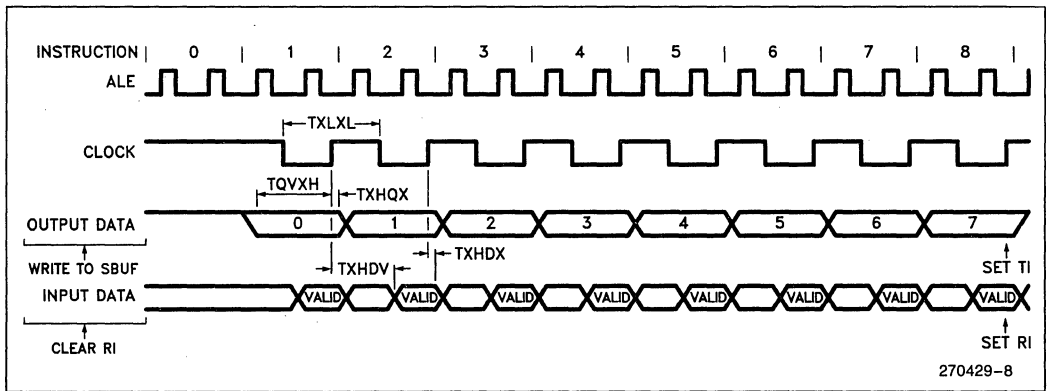 INSTRUCTION | 0 | 1 | 2 | 3 | 4 | 5 | 6 | 7 | 8 |
ALE
TXLXL
CLOCK
TQVXH TXHQX
OUTPUT DATA 0 1 2 3 4 5 6 7
WRITE TO SBUF TXHDV TXHDX SET TI
INPUT DATA VALID VALID VALID VALID VALID VALID VALID VALID
CLEAR RI SET RI
270429-8